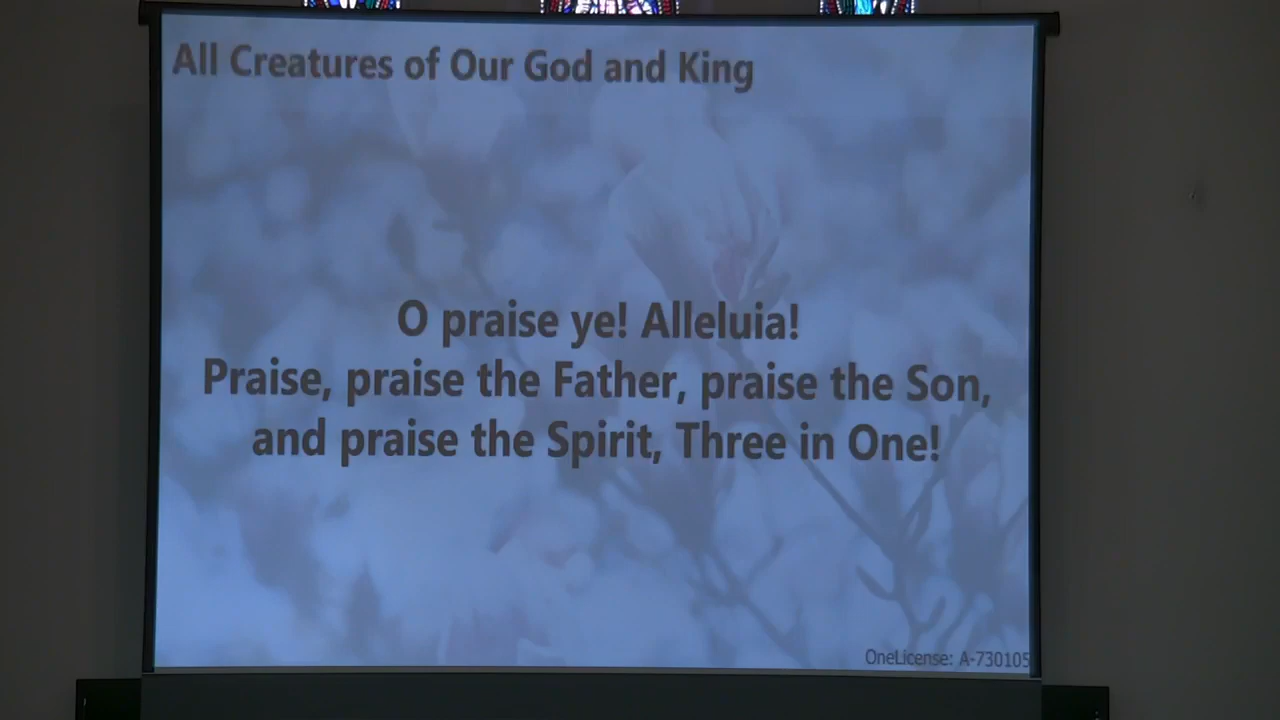 All Creatures of Our God and King
O praise ye! Alleluia!
Praise, praise the Father, praise the Son,
and praise the Spirit, Three in One!
OneLicense: A-730105